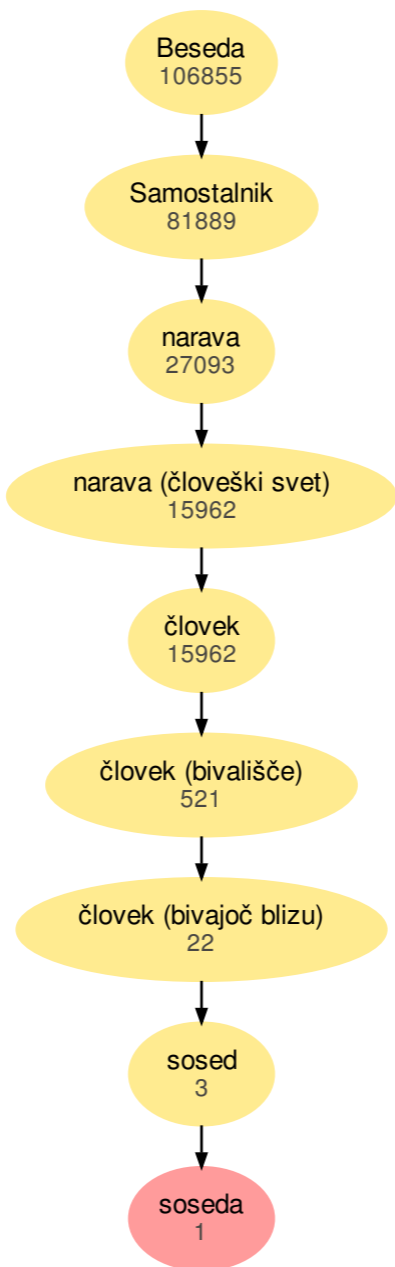 Beseda
106855
Samostalnik
81889
narava
27093
narava (človeški svet)
15962
človek
15962
človek (bivališče)
521
človek (bivajoč blizu)
22
sosed
3
soseda
1